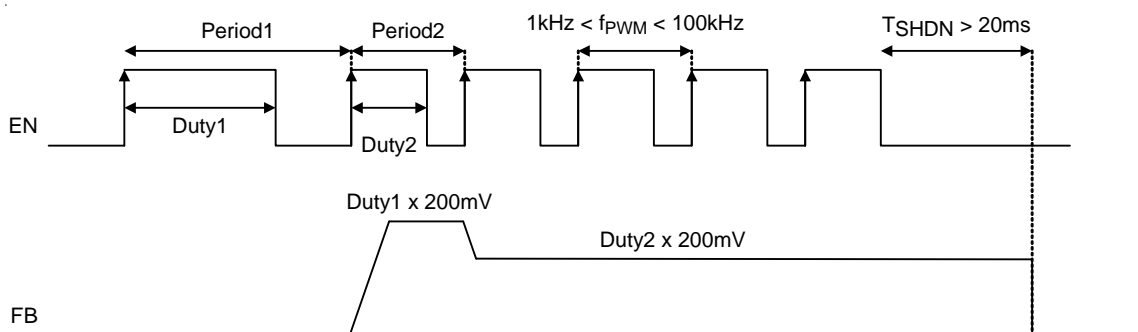 Period1
Period2
1kHz < fPWM < 100kHz
TSHDN > 20ms
EN
Duty1
Duty2
Duty1 x 200mV
Duty2 x 200mV
FB